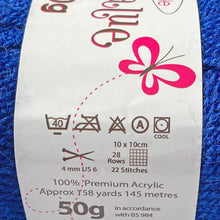 que
40
COOL
10 x 10cm
28
Rows
4 mm US 6
22 Stitches
100% Premium Acrylic
Approx 158 yards 145 metres
50g
in accordance
with BS 984